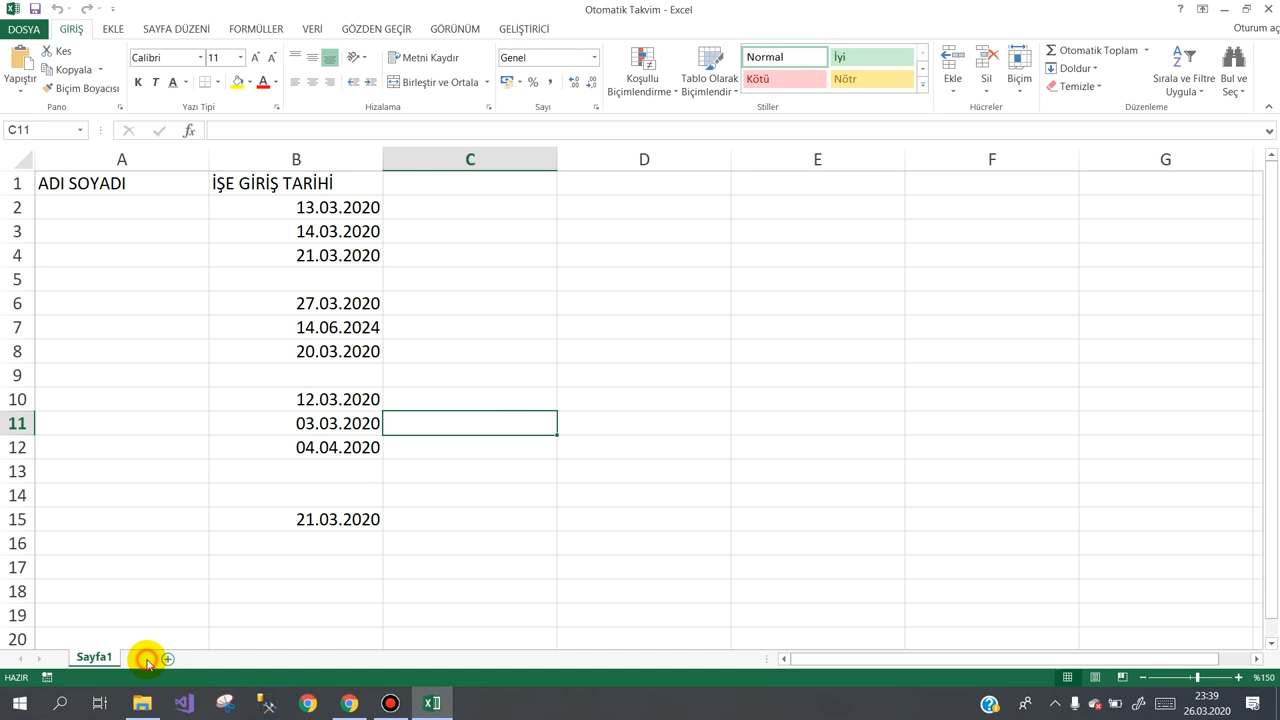 Otomatik Takvim - Excel
DOSYA GİRİŞ EKLE SAYFA DÜZENİ FORMÜLLER VERİ GÖZDEN GEÇİR GÖRÜNÜM GELİŞTİRİCİ Oturum aç
Yapıştır
Kes
Kopyala
Biçim Boyacısı
Pano
Calibri 11
K T A
Yazı Tipi
Metni Kaydır
Birleştir ve Ortala
Hizalama
Genel
%
Sayı
Koşullu Biçimlendirme
Tablo Olarak Biçimlendir
Normal İyi
Kötü Nötr
Stiller
Ekle Sil Biçim
Hücreler
Otomatik Toplam
Doldur
Temizle
Sırala ve Filtre Uygula
Bul ve Seç
Düzenleme
C11 fx
A B C D E F G
1 ADI SOYADI İŞE GİRİŞ TARİHİ
2 13.03.2020
3 14.03.2020
4 21.03.2020
5
6 27.03.2020
7 14.06.2024
8 20.03.2020
9
10 12.03.2020
11 03.03.2020
12 04.04.2020
13
14
15 21.03.2020
16
17
18
19
20
Sayfa1
HAZIR %150
23:39
26.03.2020